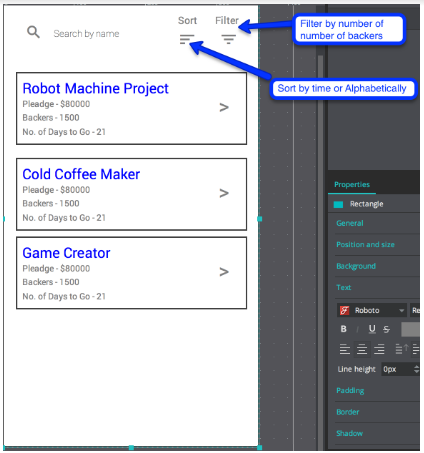 Sort
Filter
Search by name
Filter by number of
number of backers
Sort by time or Alphabetically
Robot Machine Project
Pleadge - $80000
Backers - 1500
No. of Days to Go - 21
>
Cold Coffee Maker
Pleadge - $80000
Backers - 1500
No. of Days to Go - 21
>
Game Creator
Pleadge - $80000
Backers - 1500
No. of Days to Go - 21
>
Properties
Rectangle
General
Position and size
Background
Text
Roboto
Re
B I U S
Line height 0px
Padding
Border
Shadow